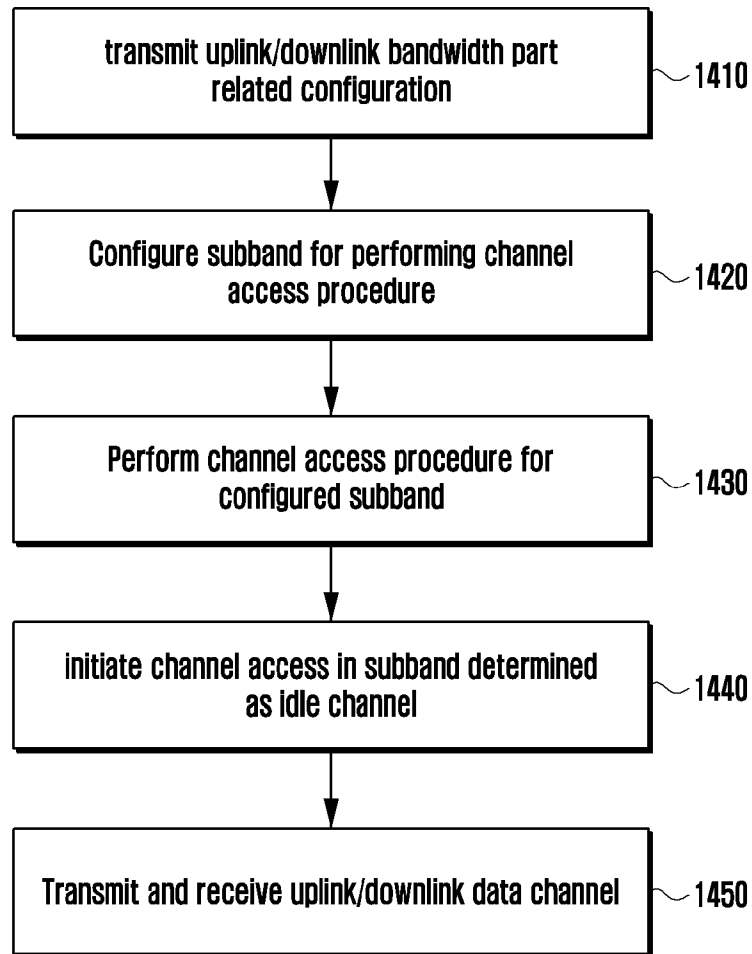 transmit uplink/downlink bandwidth part
related configuration
1410
Configure subband for performing channel
access procedure
1420
Perform channel access procedure for
configured subband
1430
initiate channel access in subband determined
as idle channel
1440
Transmit and receive uplink/downlink data channel
1450